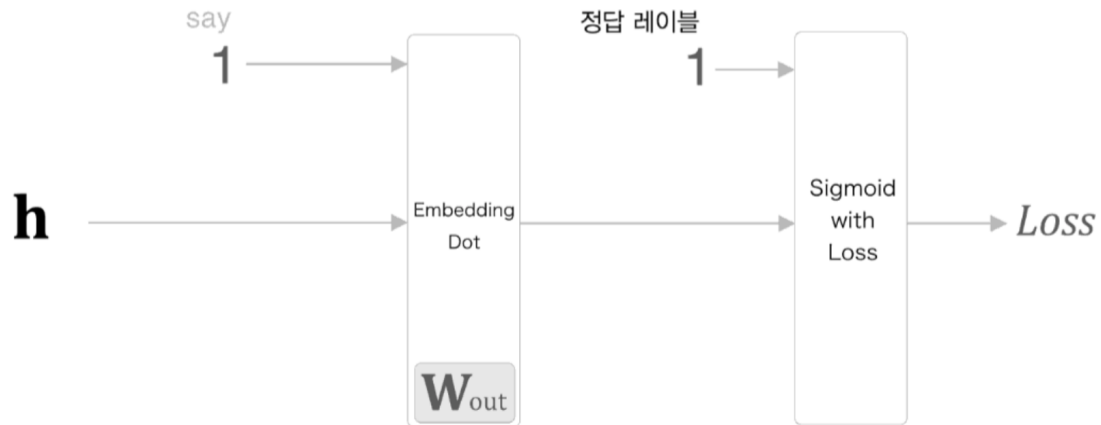 say
1
정답 레이블
1
h
Embedding
Dot
Sigmoid
with
Loss
Loss
Wout